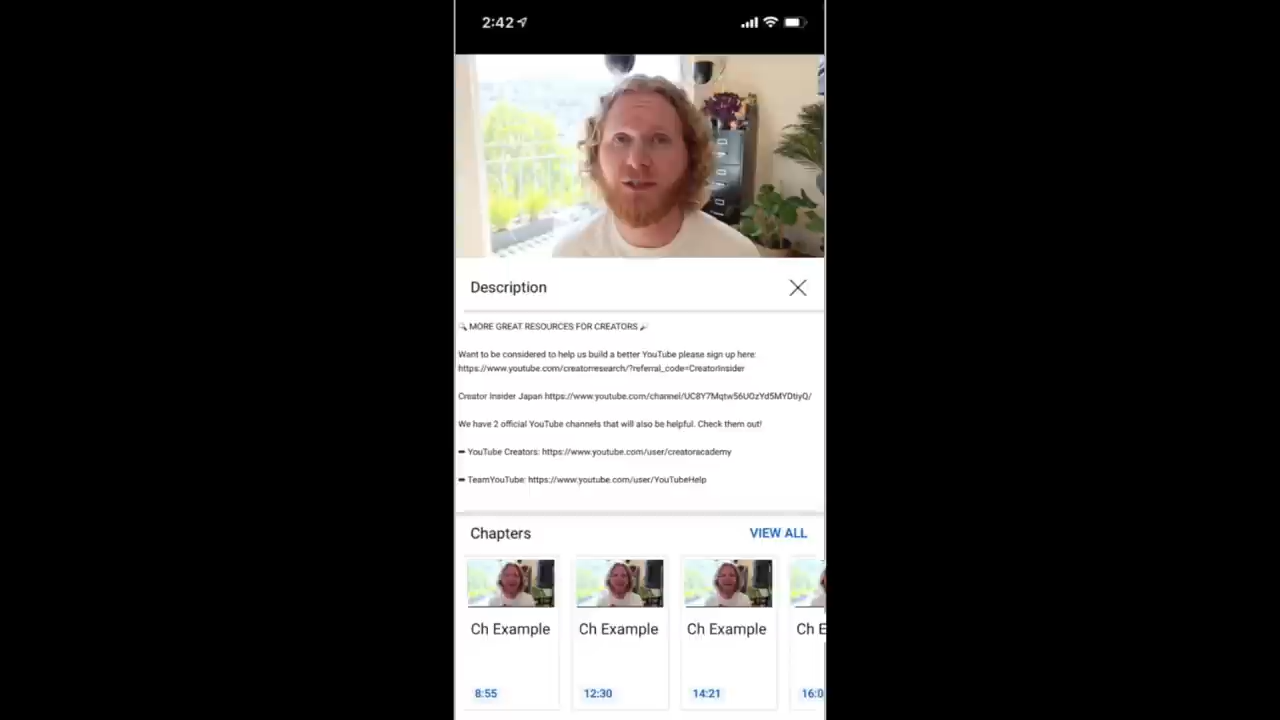 2:42
Description
MORE GREAT RESOURCES FOR CREATORS
Want to be considered to help us build a better YouTube please sign up here:
https://www.youtube.com/creatorresearch/?referral_code=CreatorInsider
Creator Insider Japan https://www.youtube.com/channel/UC8Y7Mqtw56UOzYd5MYDtiyQ/
We have 2 official YouTube channels that will also be helpful. Check them out!
➡ YouTube Creators: https://www.youtube.com/user/creatoracademy
➡ TeamYouTube: https://www.youtube.com/user/YouTubeHelp
Chapters VIEW ALL
Ch Example Ch Example Ch Example Ch E
8:55 12:30 14:21 16:0